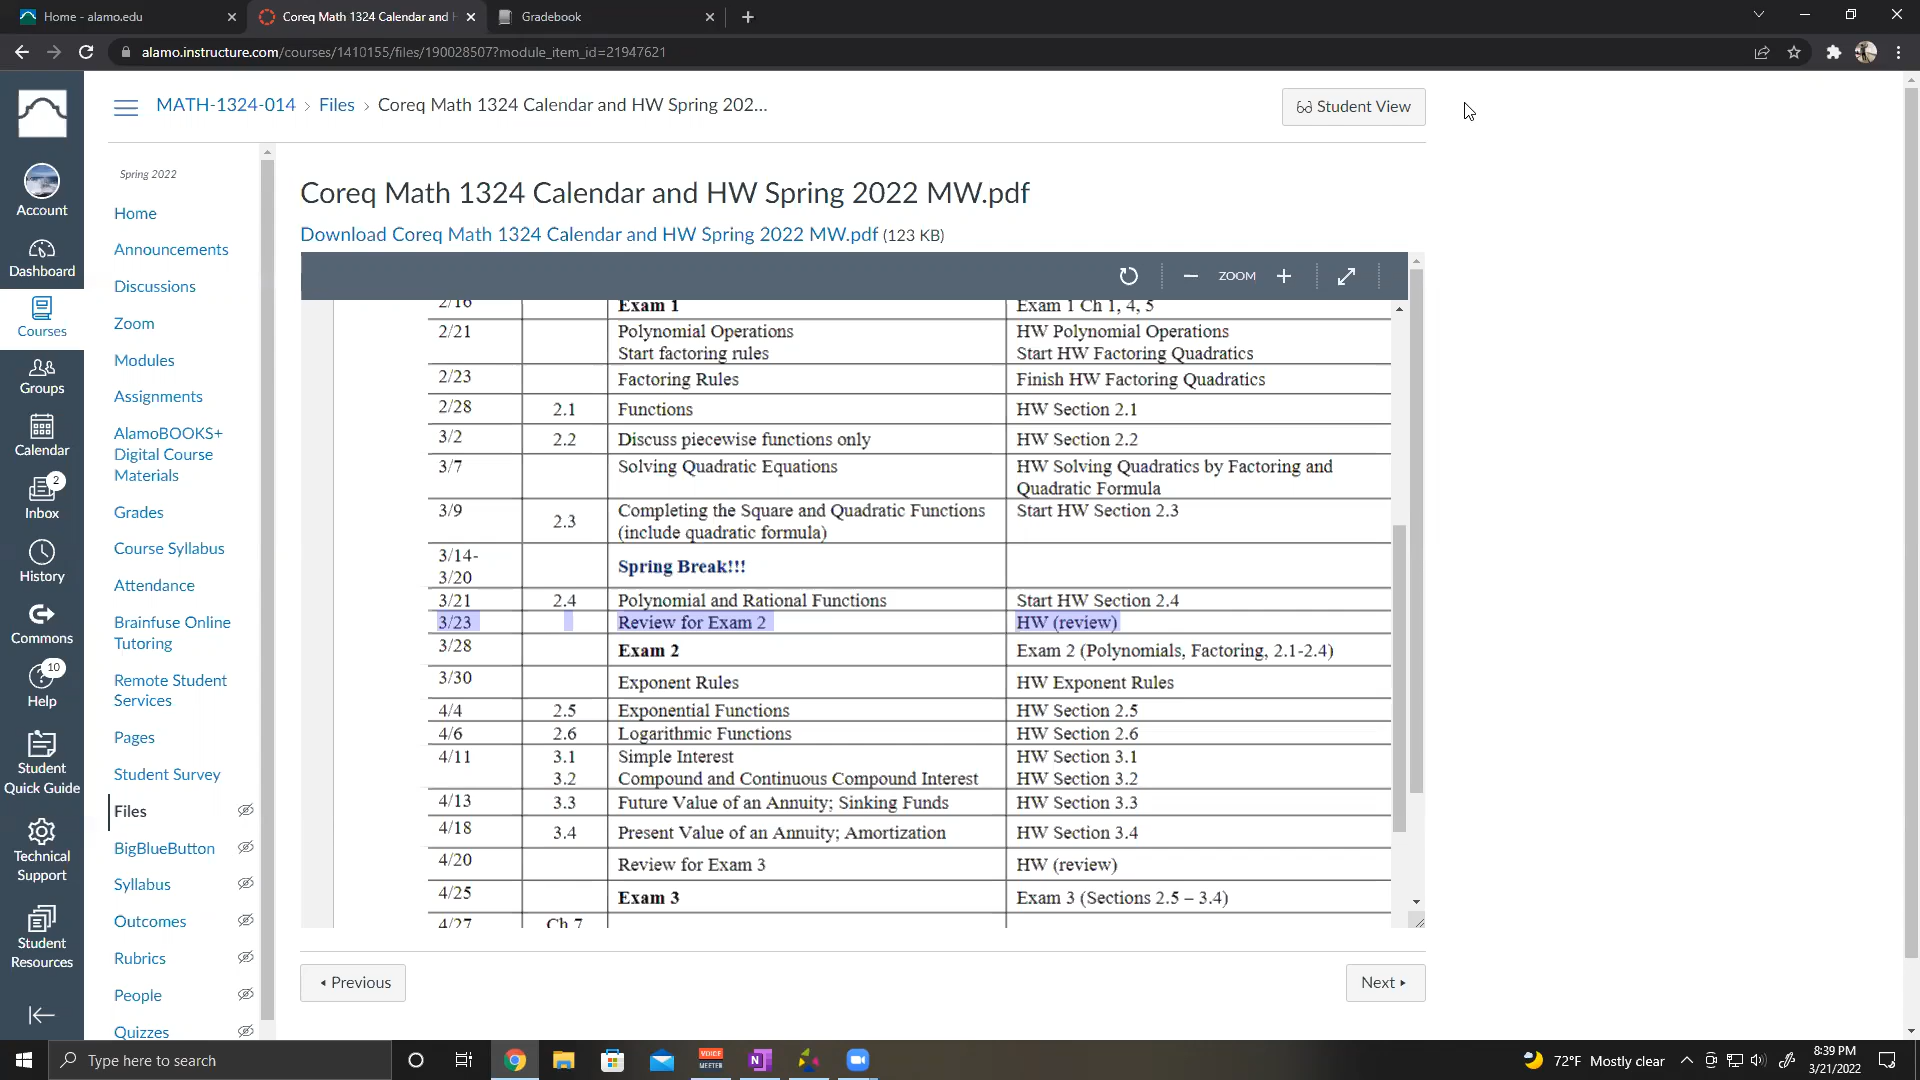 Home - alamo.edu
Coreq Math 1324 Calendar and H
Gradebook
alamo.instructure.com/courses/1410155/files/190028507?module_item_id=21947621
MATH-1324-014 › Files › Coreq Math 1324 Calendar and HW Spring 202...
Student View
Account
Dashboard
Courses
Groups
Calendar
2
Inbox
History
Commons
10
Help
Student
Quick Guide
Technical
Support
Student
Resources
Spring 2022
Home
Announcements
Discussions
Zoom
Modules
Assignments
AlamoBOOKS+
Digital Course
Materials
Grades
Course Syllabus
Attendance
Brainfuse Online
Tutoring
Remote Student
Services
Pages
Student Survey
Files
BigBlueButton
Syllabus
Outcomes
Rubrics
People
Quizzes
Coreq Math 1324 Calendar and HW Spring 2022 MW.pdf
Download Coreq Math 1324 Calendar and HW Spring 2022 MW.pdf (123 KB)
ZOOM
2/16 Exam 1 Exam 1 Ch 1, 4, 5
2/21 Polynomial Operations HW Polynomial Operations
Start factoring rules Start HW Factoring Quadratics
2/23 Factoring Rules Finish HW Factoring Quadratics
2/28 2.1 Functions HW Section 2.1
3/2 2.2 Discuss piecewise functions only HW Section 2.2
3/7 Solving Quadratic Equations HW Solving Quadratics by Factoring and
Quadratic Formula
3/9 2.3 Completing the Square and Quadratic Functions Start HW Section 2.3
(include quadratic formula)
3/14-
3/20 Spring Break!!!
3/21 2.4 Polynomial and Rational Functions Start HW Section 2.4
3/23 Review for Exam 2 HW (review)
3/28 Exam 2 Exam 2 (Polynomials, Factoring, 2.1-2.4)
3/30 Exponent Rules HW Exponent Rules
4/4 2.5 Exponential Functions HW Section 2.5
4/6 2.6 Logarithmic Functions HW Section 2.6
4/11 3.1 Simple Interest HW Section 3.1
3.2 Compound and Continuous Compound Interest HW Section 3.2
4/13 3.3 Future Value of an Annuity; Sinking Funds HW Section 3.3
4/18 3.4 Present Value of an Annuity; Amortization HW Section 3.4
4/20 Review for Exam 3 HW (review)
4/25 Exam 3 Exam 3 (Sections 2.5 – 3.4)
4/27 Ch 7
Previous
Next
Type here to search
VOICE
MEETER
72°F Mostly clear
8:39 PM
3/21/2022